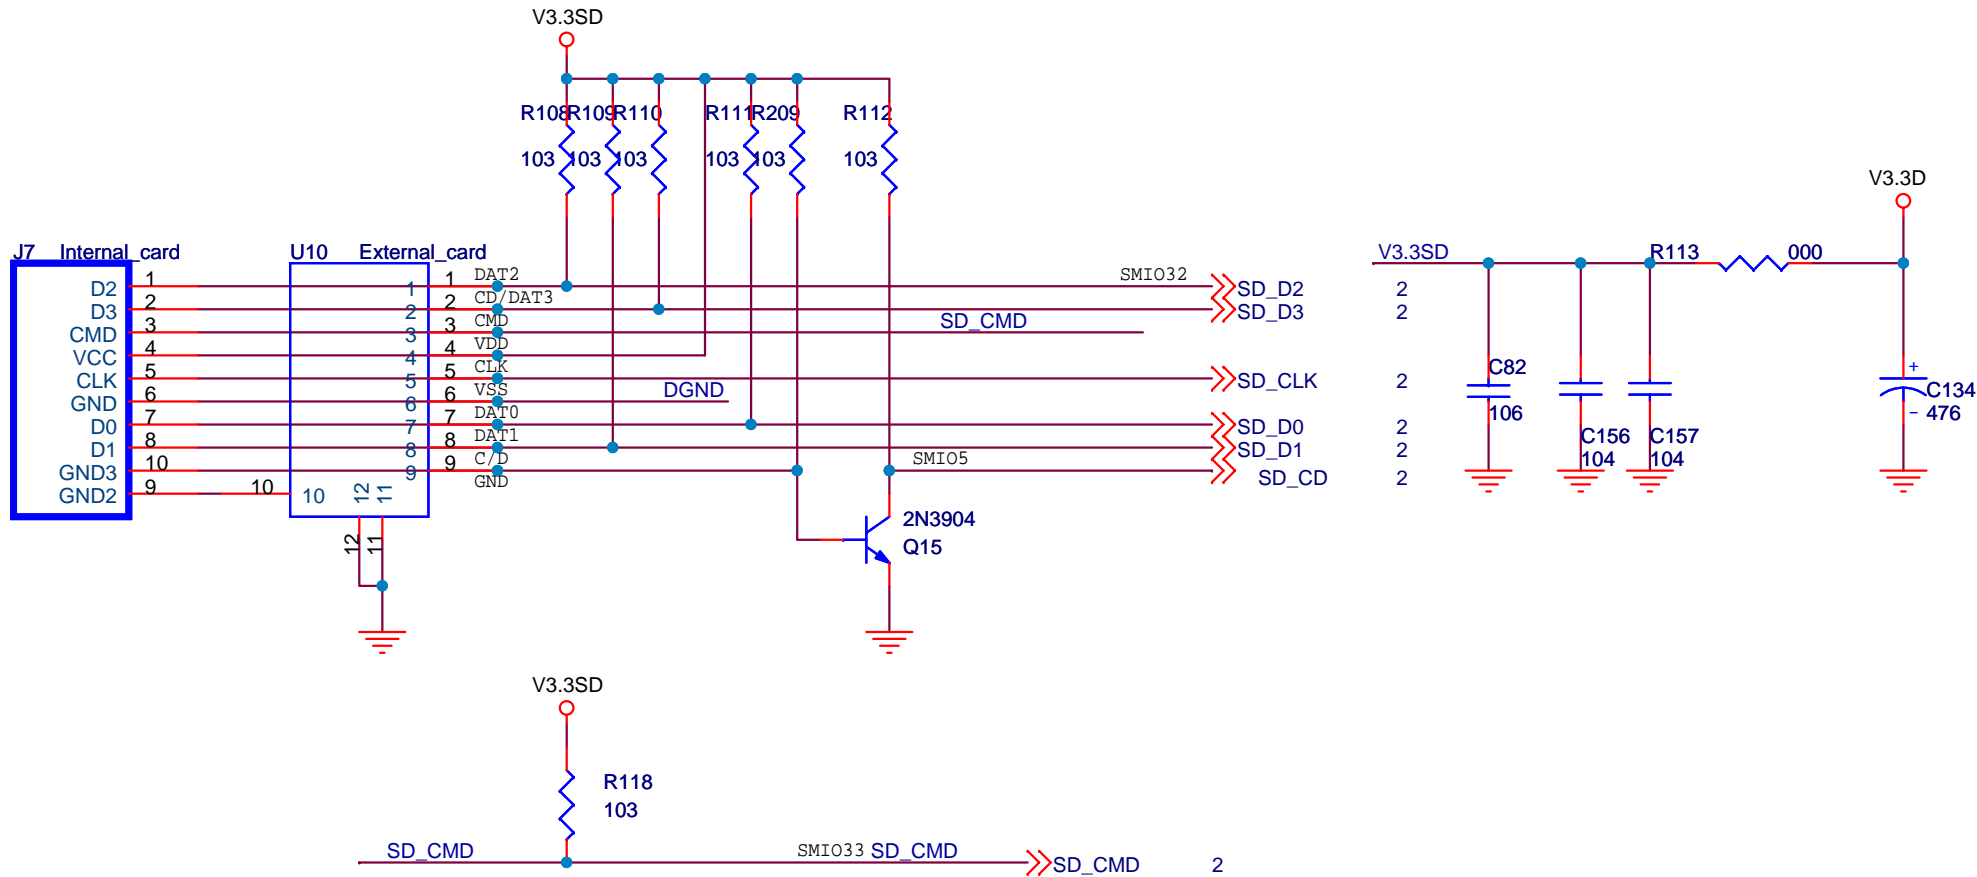 V3.3SD
R108 R109 R110 R111 R209 R112
103 103 103 103 103 103
V3.3D
J7 Internal_card U10 External_card
V3.3SD R113 000
D2 1 1 1 DAT2 SMIO32 SD_D2 2
D3 2 2 2 CD/DAT3 SD_D3 2
CMD 3 3 3 CMD SD_CMD
VCC 4 4 4 VDD
CLK 5 5 5 CLK SD_CLK 2
GND 6 6 6 VSS DGND
D0 7 7 7 DAT0 SD_D0 2
D1 8 8 8 DAT1 SD_D1 2
GND3 10 9 9 C/D SMIO5 SD_CD 2
GND2 9 10 10 12 11 GND
12 11
C82
106
C156 C157
104 104
+
C134
- 476
2N3904
Q15
V3.3SD
R118
103
SD_CMD SMIO33 SD_CMD SD_CMD 2